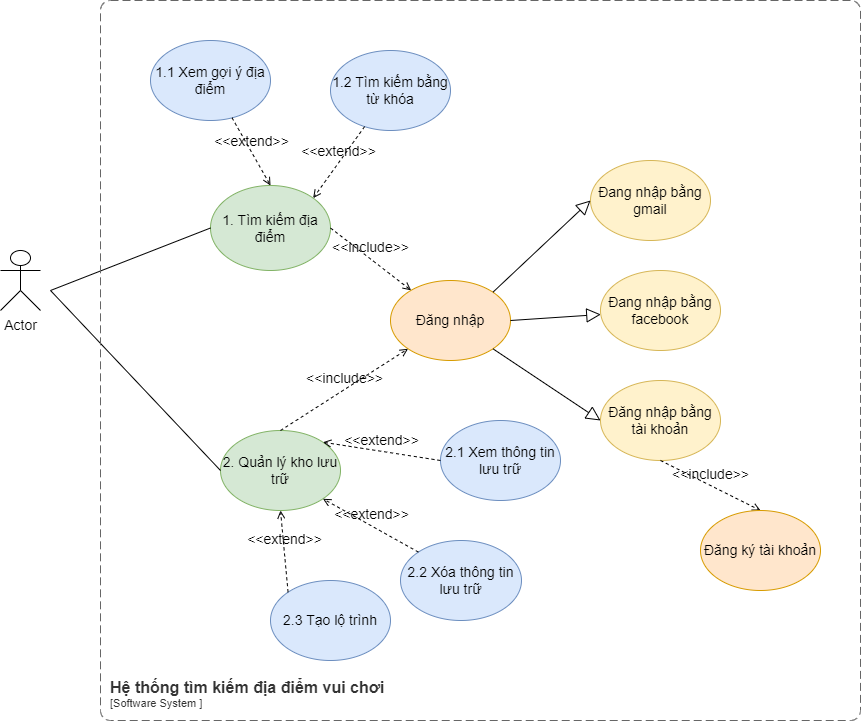 1.1 Xem gợi ý địa
điểm
1.2 Tìm kiếm bằng
từ khóa
<<extend>>
<<extend>>
Đang nhập bằng
gmail
1. Tìm kiếm địa
điểm
<<include>>
Actor
Đăng nhập
Đang nhập bằng
facebook
<<include>>
Đăng nhập bằng
tài khoản
<<extend>>
2.1 Xem thông tin
lưu trữ
2. Quản lý kho lưu
trữ
<<include>>
<<extend>>
<<extend>>
Đăng ký tài khoản
2.2 Xóa thông tin
lưu trữ
2.3 Tạo lộ trình
Hệ thống tìm kiếm địa điểm vui chơi
[Software System ]